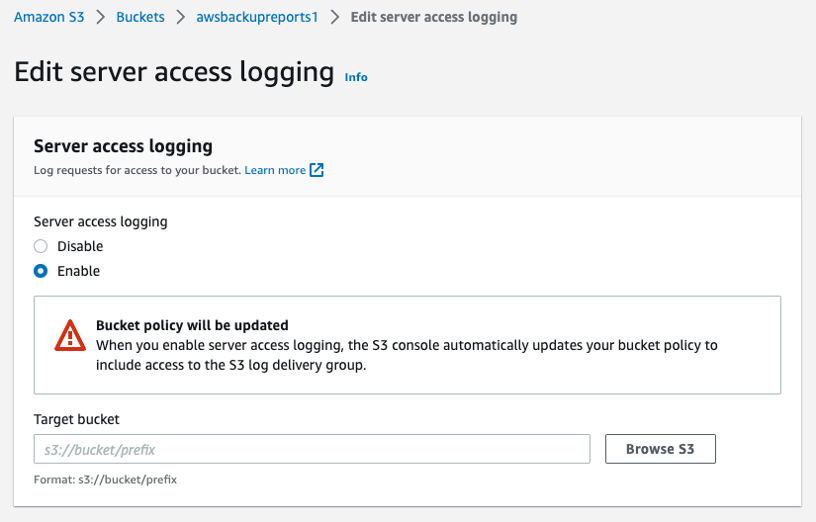 Amazon S3 > Buckets > awsbackupreports1 > Edit server access logging
Edit server access logging Info
Server access logging
Log requests for access to your bucket. Learn more
Server access logging
Disable
Enable
Bucket policy will be updated
When you enable server access logging, the S3 console automatically updates your bucket policy to
include access to the S3 log delivery group.
Target bucket
s3://bucket/prefix
Browse S3
Format: s3://bucket/prefix